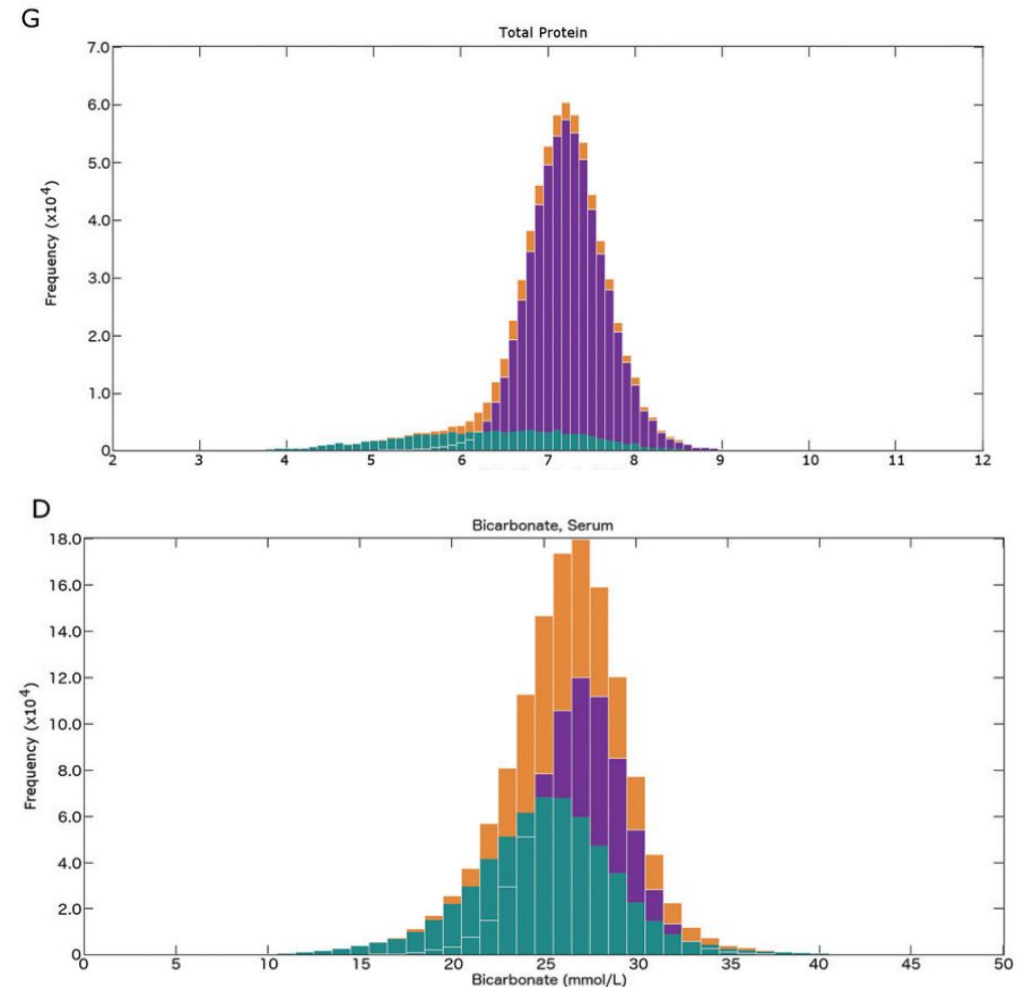 G
Total Protein
7.0
6.0
5.0
4.0
3.0
2.0
1.0
0
Frequency (x10⁴)
2 3 4 5 6 7 8 9 10 11 12
D
Bicarbonate, Serum
18.0
16.0
14.0
12.0
10.0
8.0
6.0
4.0
2.0
0
Frequency (x10⁴)
0 5 10 15 20 25 30 35 40 45 50
Bicarbonate (mmol/L)